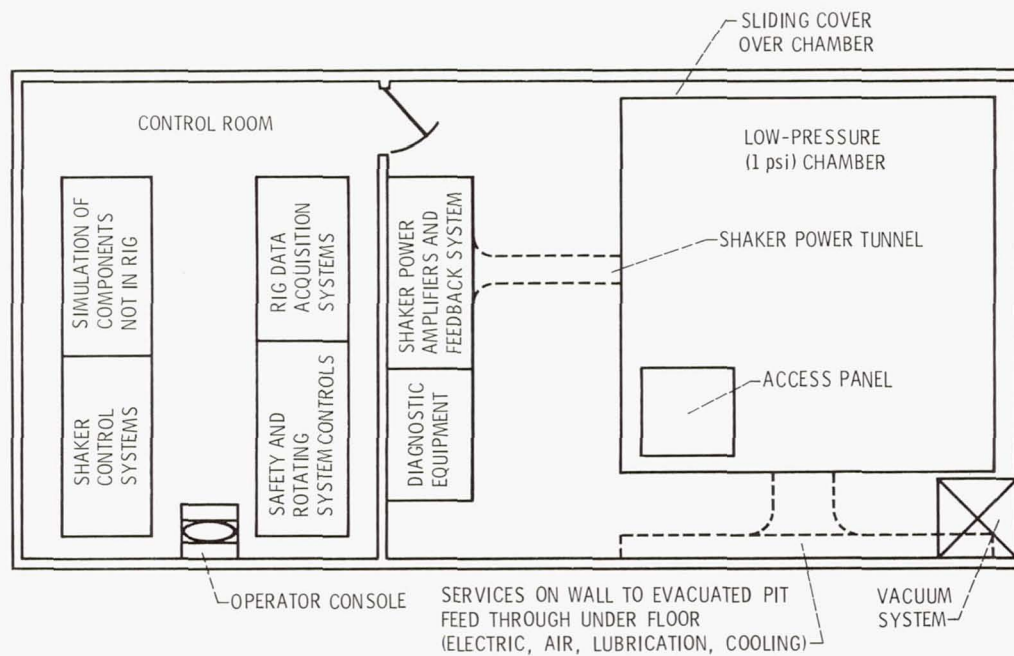 SLIDING COVER
OVER CHAMBER
CONTROL ROOM
LOW-PRESSURE
(1 psi) CHAMBER
SIMULATION OF
COMPONENTS
NOT IN RIG
RIG DATA
ACQUISITION
SYSTEMS
SHAKER POWER
AMPLIFIERS AND
FEEDBACK SYSTEM
SHAKER POWER TUNNEL
SHAKER
CONTROL
SYSTEMS
SAFETY AND
ROTATING
SYSTEM CONTROLS
DIAGNOSTIC
EQUIPMENT
ACCESS PANEL
OPERATOR CONSOLE
SERVICES ON WALL TO EVACUATED PIT
FEED THROUGH UNDER FLOOR
(ELECTRIC, AIR, LUBRICATION, COOLING)
VACUUM
SYSTEM